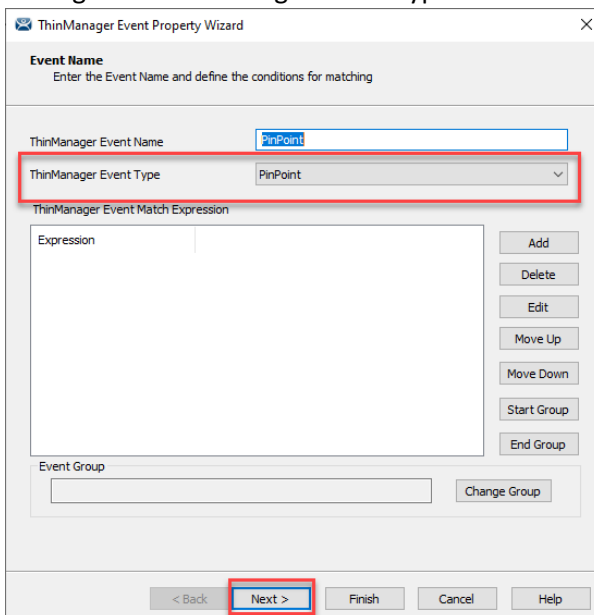 ThinManager Event Property Wizard
Event Name
Enter the Event Name and define the conditions for matching
ThinManager Event Name PinPoint
ThinManager Event Type PinPoint
ThinManager Event Match Expression
Expression
Add
Delete
Edit
Move Up
Move Down
Start Group
End Group
Event Group
Change Group
< Back Next > Finish Cancel Help